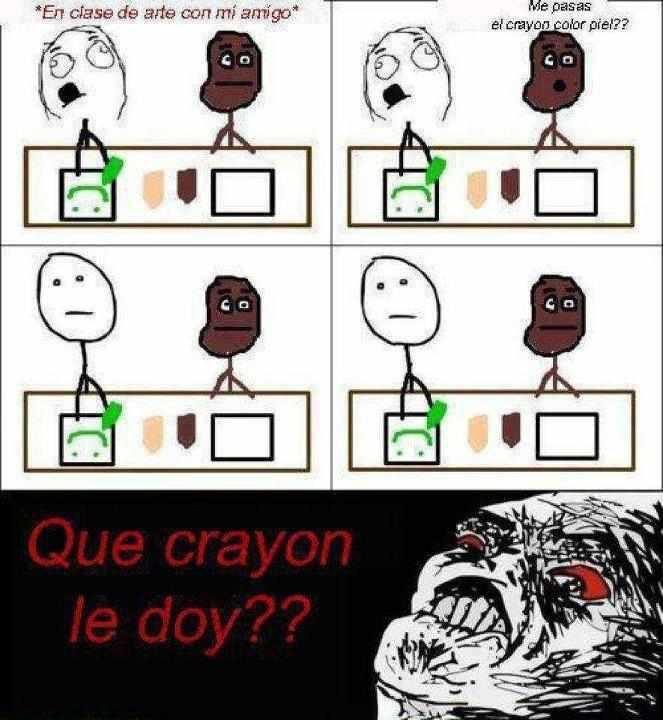 *En clase de arte con mi amigo*
Me pasas
el crayon color piel??
Que crayon
le doy??